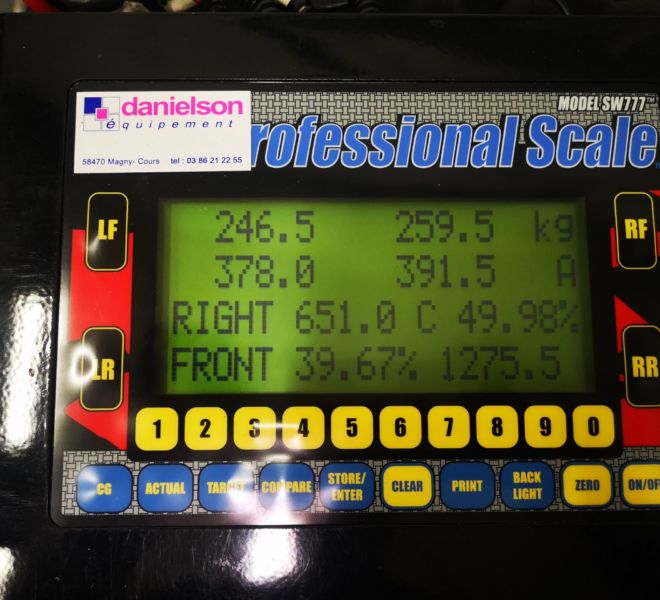 danielson
équipement
58470 Magny-Cours tel : 03 86 21 22 55
MODEL SW777™
rofessional Scale
LF
RF
246.5 259.5 kg
378.0 391.5 A
RIGHT 651.0 C 49.98%
FRONT 39.67% 1275.5
LR
RR
1 2 3 4 5 6 7 8 9 0
CG ACTUAL TARGET COMPARE STORE/ CLEAR PRINT BACK ZERO ON/OF
ENTER LIGHT